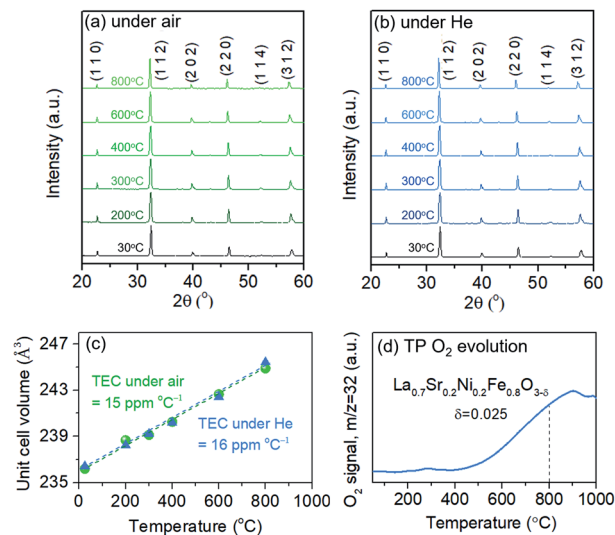 (a) under air
Intensity (a.u.)
(1 1 0)
(1 1 2)
(2 0 2)
(2 2 0)
(1 1 4)
(3 1 2)
800°C
600°C
400°C
300°C
200°C
30°C
20 30 40 50 60
2θ (°)
(b) under He
Intensity (a.u.)
(1 1 0)
(1 1 2)
(2 0 2)
(2 2 0)
(1 1 4)
(3 1 2)
800°C
600°C
400°C
300°C
200°C
30°C
20 30 40 50 60
2θ (°)
(c)
Unit cell volume (Å³)
247
243
239
235
TEC under air
= 15 ppm °C⁻¹
TEC under He
= 16 ppm °C⁻¹
0 200 400 600 800 1000
Temperature (°C)
(d) TP O₂ evolution
O₂ signal, m/z=32 (a.u.)
La₀.₇Sr₀.₂Ni₀.₂Fe₀.₈O₃₋δ
δ=0.025
200 400 600 800 1000
Temperature (°C)